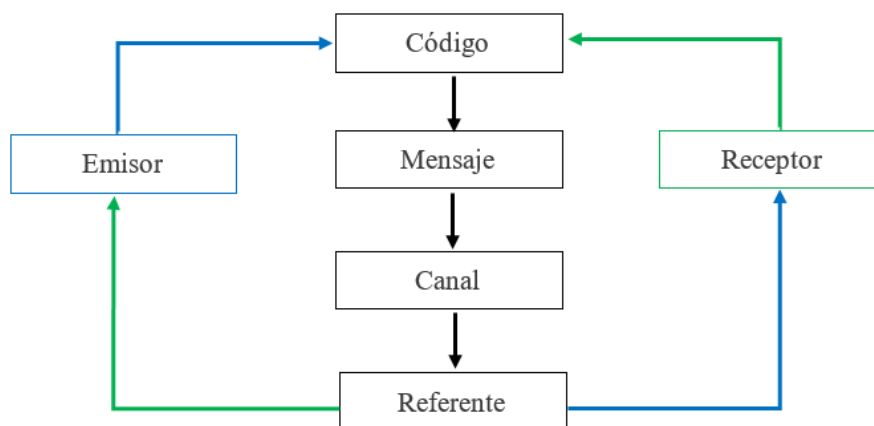 Código
Emisor
Mensaje
Receptor
Canal
Referente